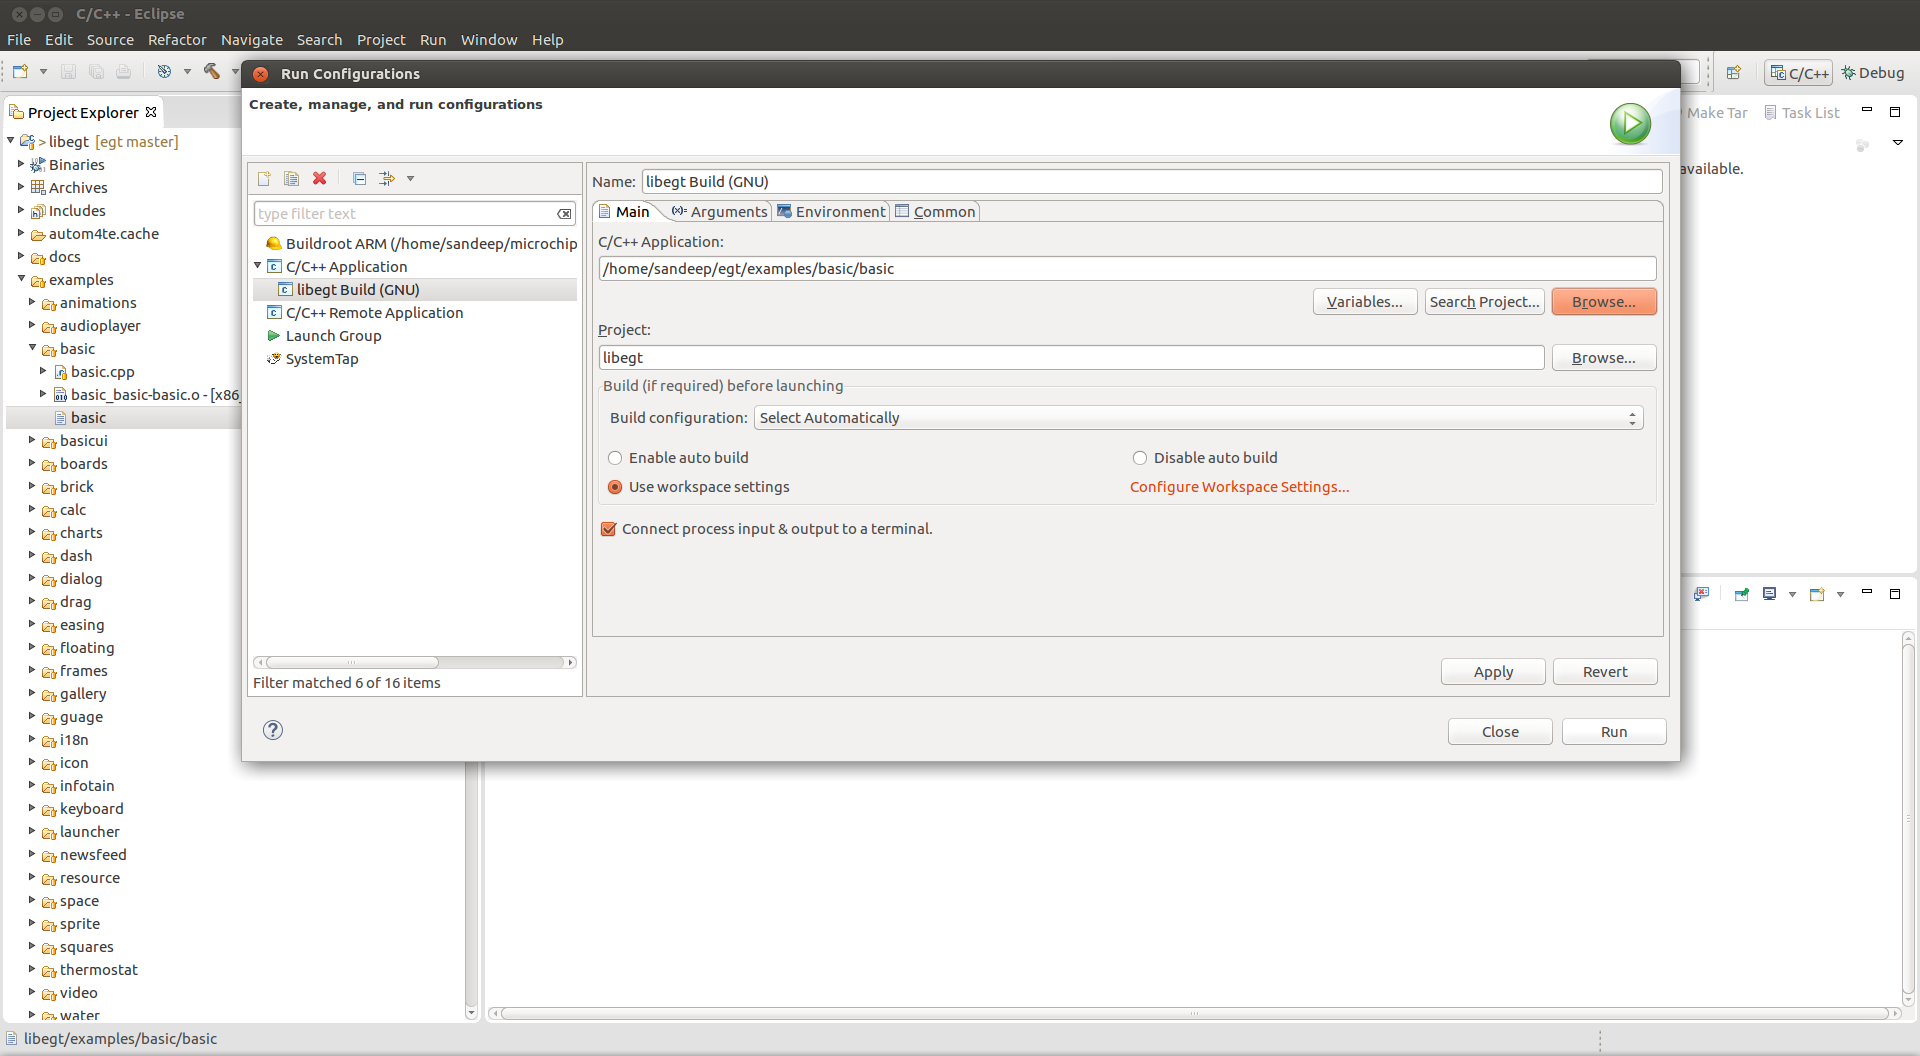 C/C++ - Eclipse
File Edit Source Refactor Navigate Search Project Run Window Help
C/C++ Debug
Project Explorer
> libegt [egt master]
Binaries
Archives
Includes
autom4te.cache
docs
examples
animations
audioplayer
basic
basic.cpp
basic_basic-basic.o - [x86_
basic
basicui
boards
brick
calc
charts
dash
dialog
drag
easing
floating
frames
gallery
guage
i18n
icon
infotain
keyboard
launcher
newsfeed
resource
space
sprite
squares
thermostat
video
water
Run Configurations
Create, manage, and run configurations
type filter text
Buildroot ARM (/home/sandeep/microchip
C/C++ Application
libegt Build (GNU)
C/C++ Remote Application
Launch Group
SystemTap
Filter matched 6 of 16 items
Name: libegt Build (GNU)
Main Arguments Environment Common
C/C++ Application:
/home/sandeep/egt/examples/basic/basic
Variables... Search Project... Browse...
Project:
libegt Browse...
Build (if required) before launching
Build configuration: Select Automatically
Enable auto build Disable auto build
Use workspace settings Configure Workspace Settings...
Connect process input & output to a terminal.
Apply Revert
Close Run
Make Tar Task List
available.
libegt/examples/basic/basic